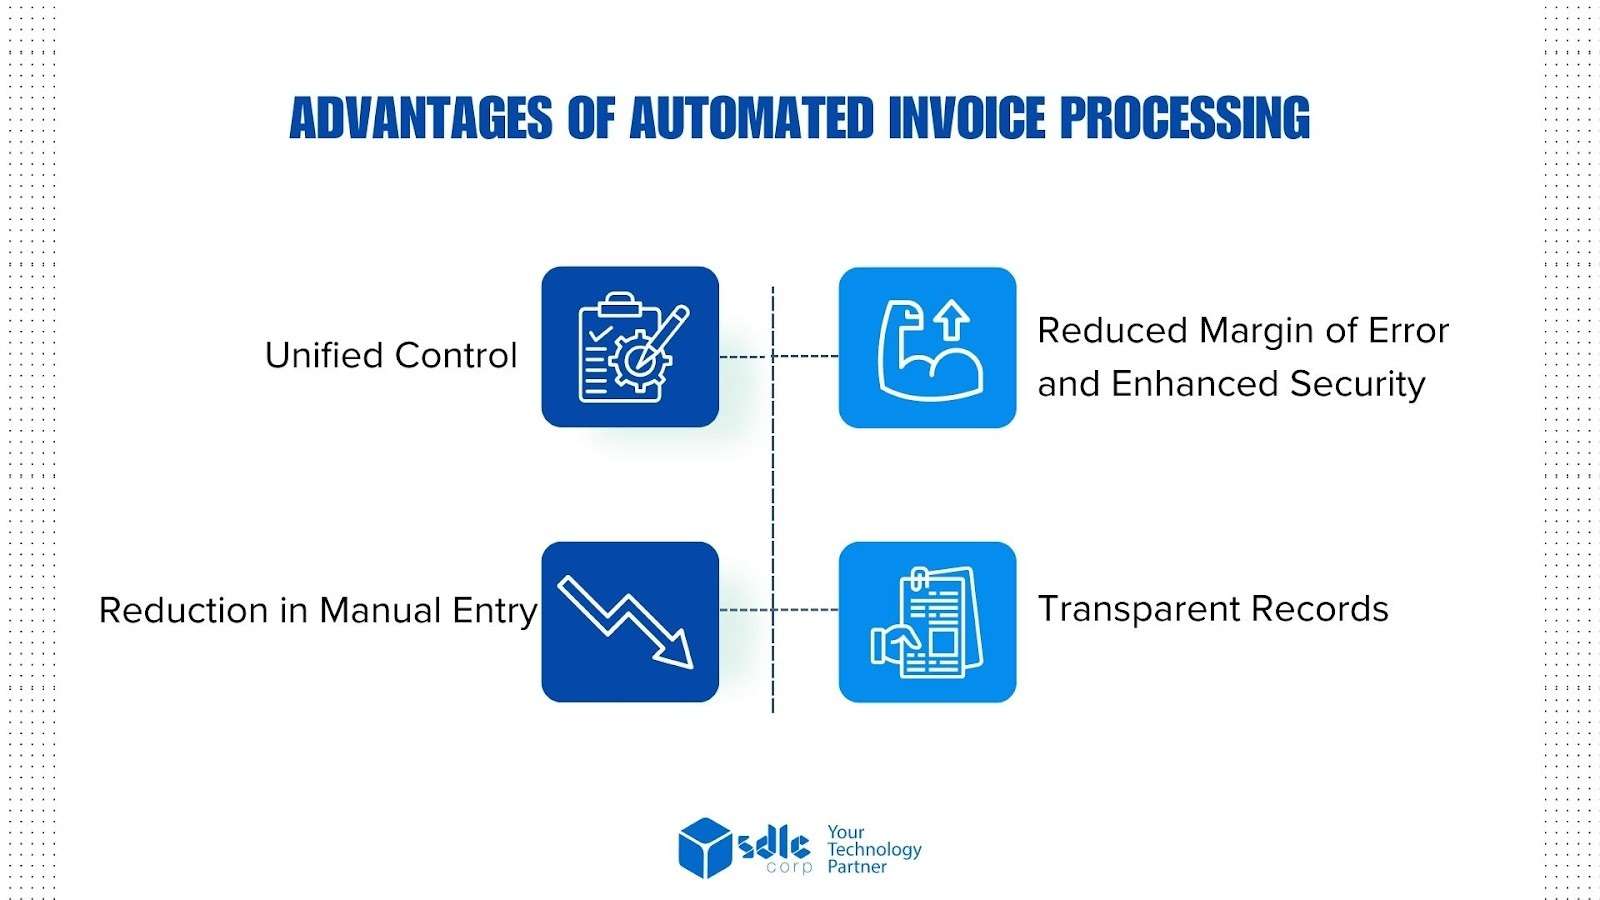 ADVANTAGES OF AUTOMATED INVOICE PROCESSING
Unified Control
Reduced Margin of Error
and Enhanced Security
Reduction in Manual Entry
Transparent Records
sdlc
corp
Your
Technology
Partner